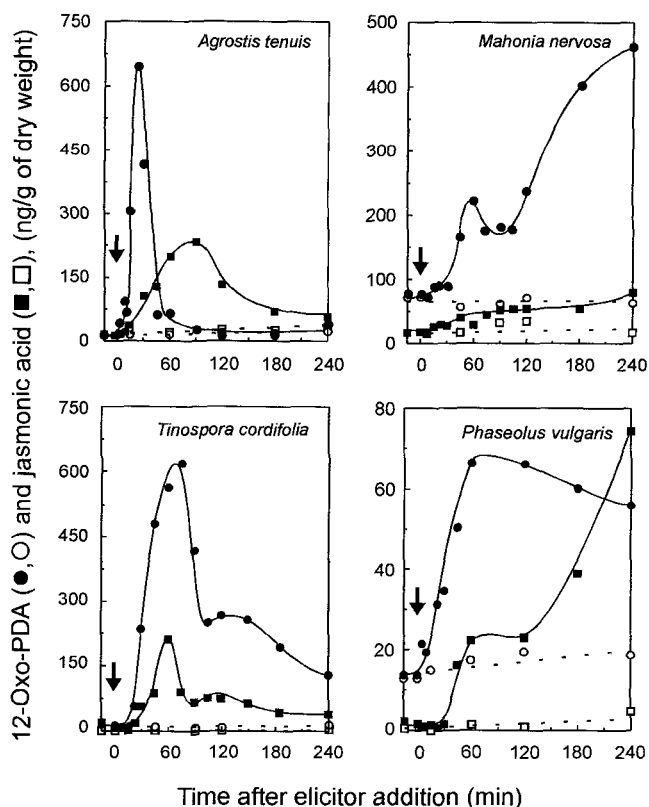 12-Oxo-PDA (●,○) and jasmonic acid (■,□), (ng/g of dry weight)
Agrostis tenuis
750
600
450
300
150
0
0 60 120 180 240
Mahonia nervosa
500
400
300
200
100
0
0 60 120 180 240
Tinospora cordifolia
750
600
450
300
150
0
0 60 120 180 240
Phaseolus vulgaris
80
60
40
20
0
0 60 120 180 240
Time after elicitor addition (min)